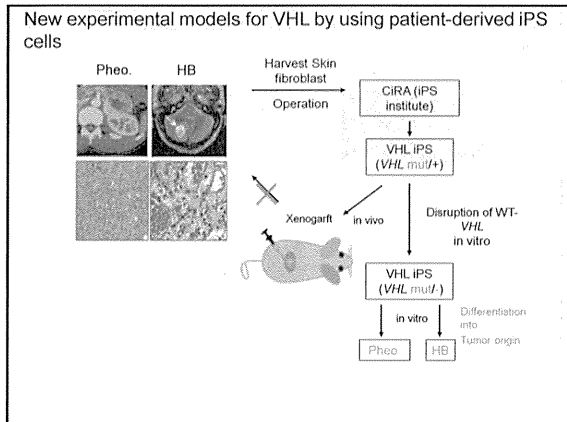 New experimental models for VHL by using patient-derived iPS
cells
Pheo.
HB
Harvest Skin
fibroblast
Operation
CiRA (iPS
institute)
VHL iPS
(VHL mut/+)
Xenogarft
in vivo
Disruption of WT-
VHL
in vitro
VHL iPS
(VHL mut/-)
in vitro
Differentiation
into
Tumor origin
Pheo
HB